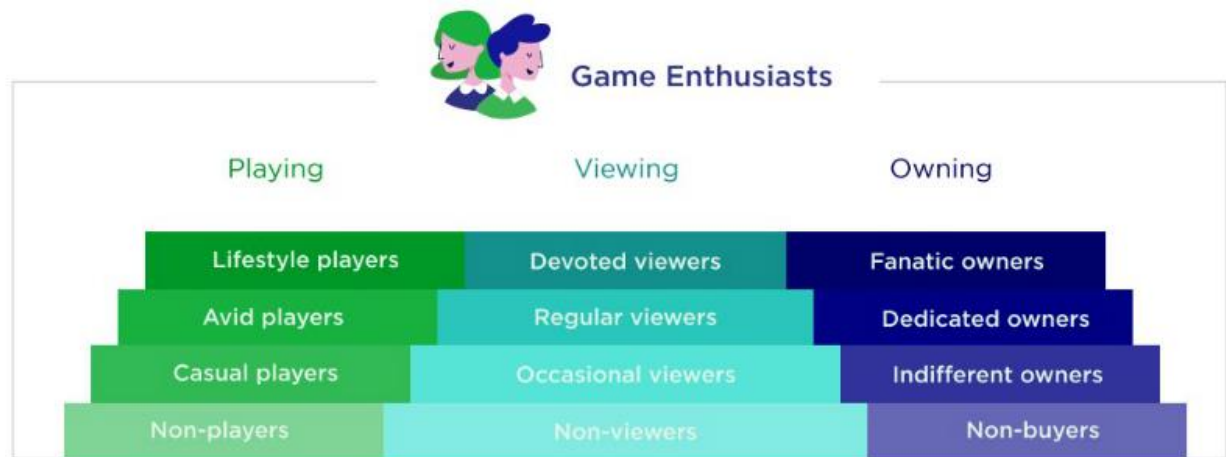 Game Enthusiasts
Playing Viewing Owning
Lifestyle players Devoted viewers Fanatic owners
Avid players Regular viewers Dedicated owners
Casual players Occasional viewers Indifferent owners
Non-players Non-viewers Non-buyers